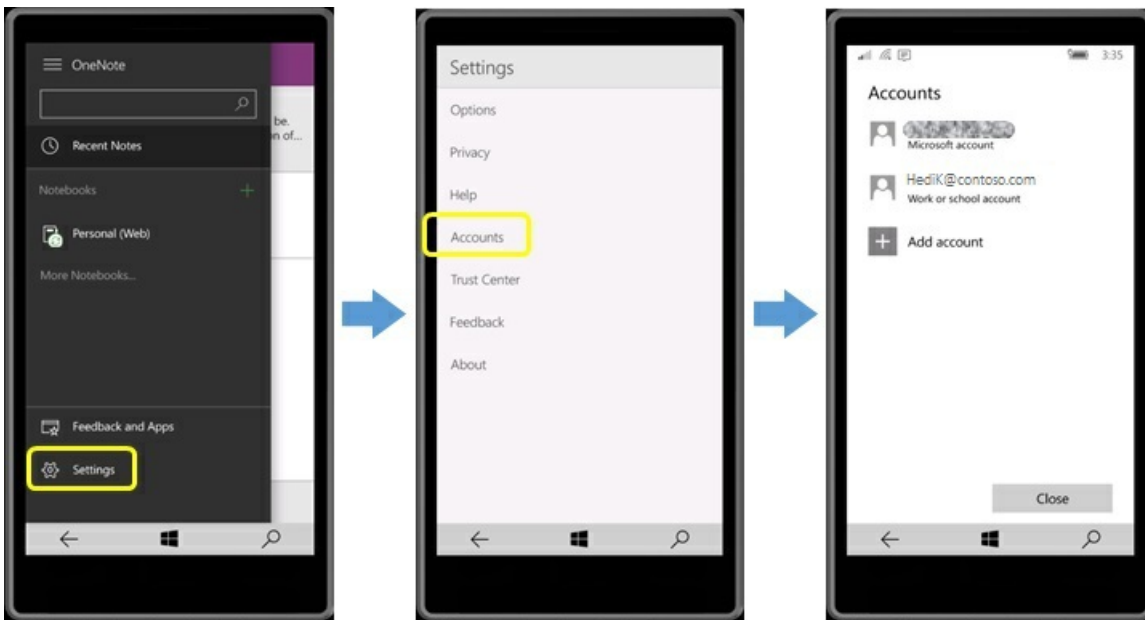 OneNote
be.
n of...
Recent Notes
Notebooks
Personal (Web)
More Notebooks...
Feedback and Apps
Settings
Settings
Options
Privacy
Help
Accounts
Trust Center
Feedback
About
3:35
Accounts
Microsoft account
HediK@contoso.com
Work or school account
Add account
Close